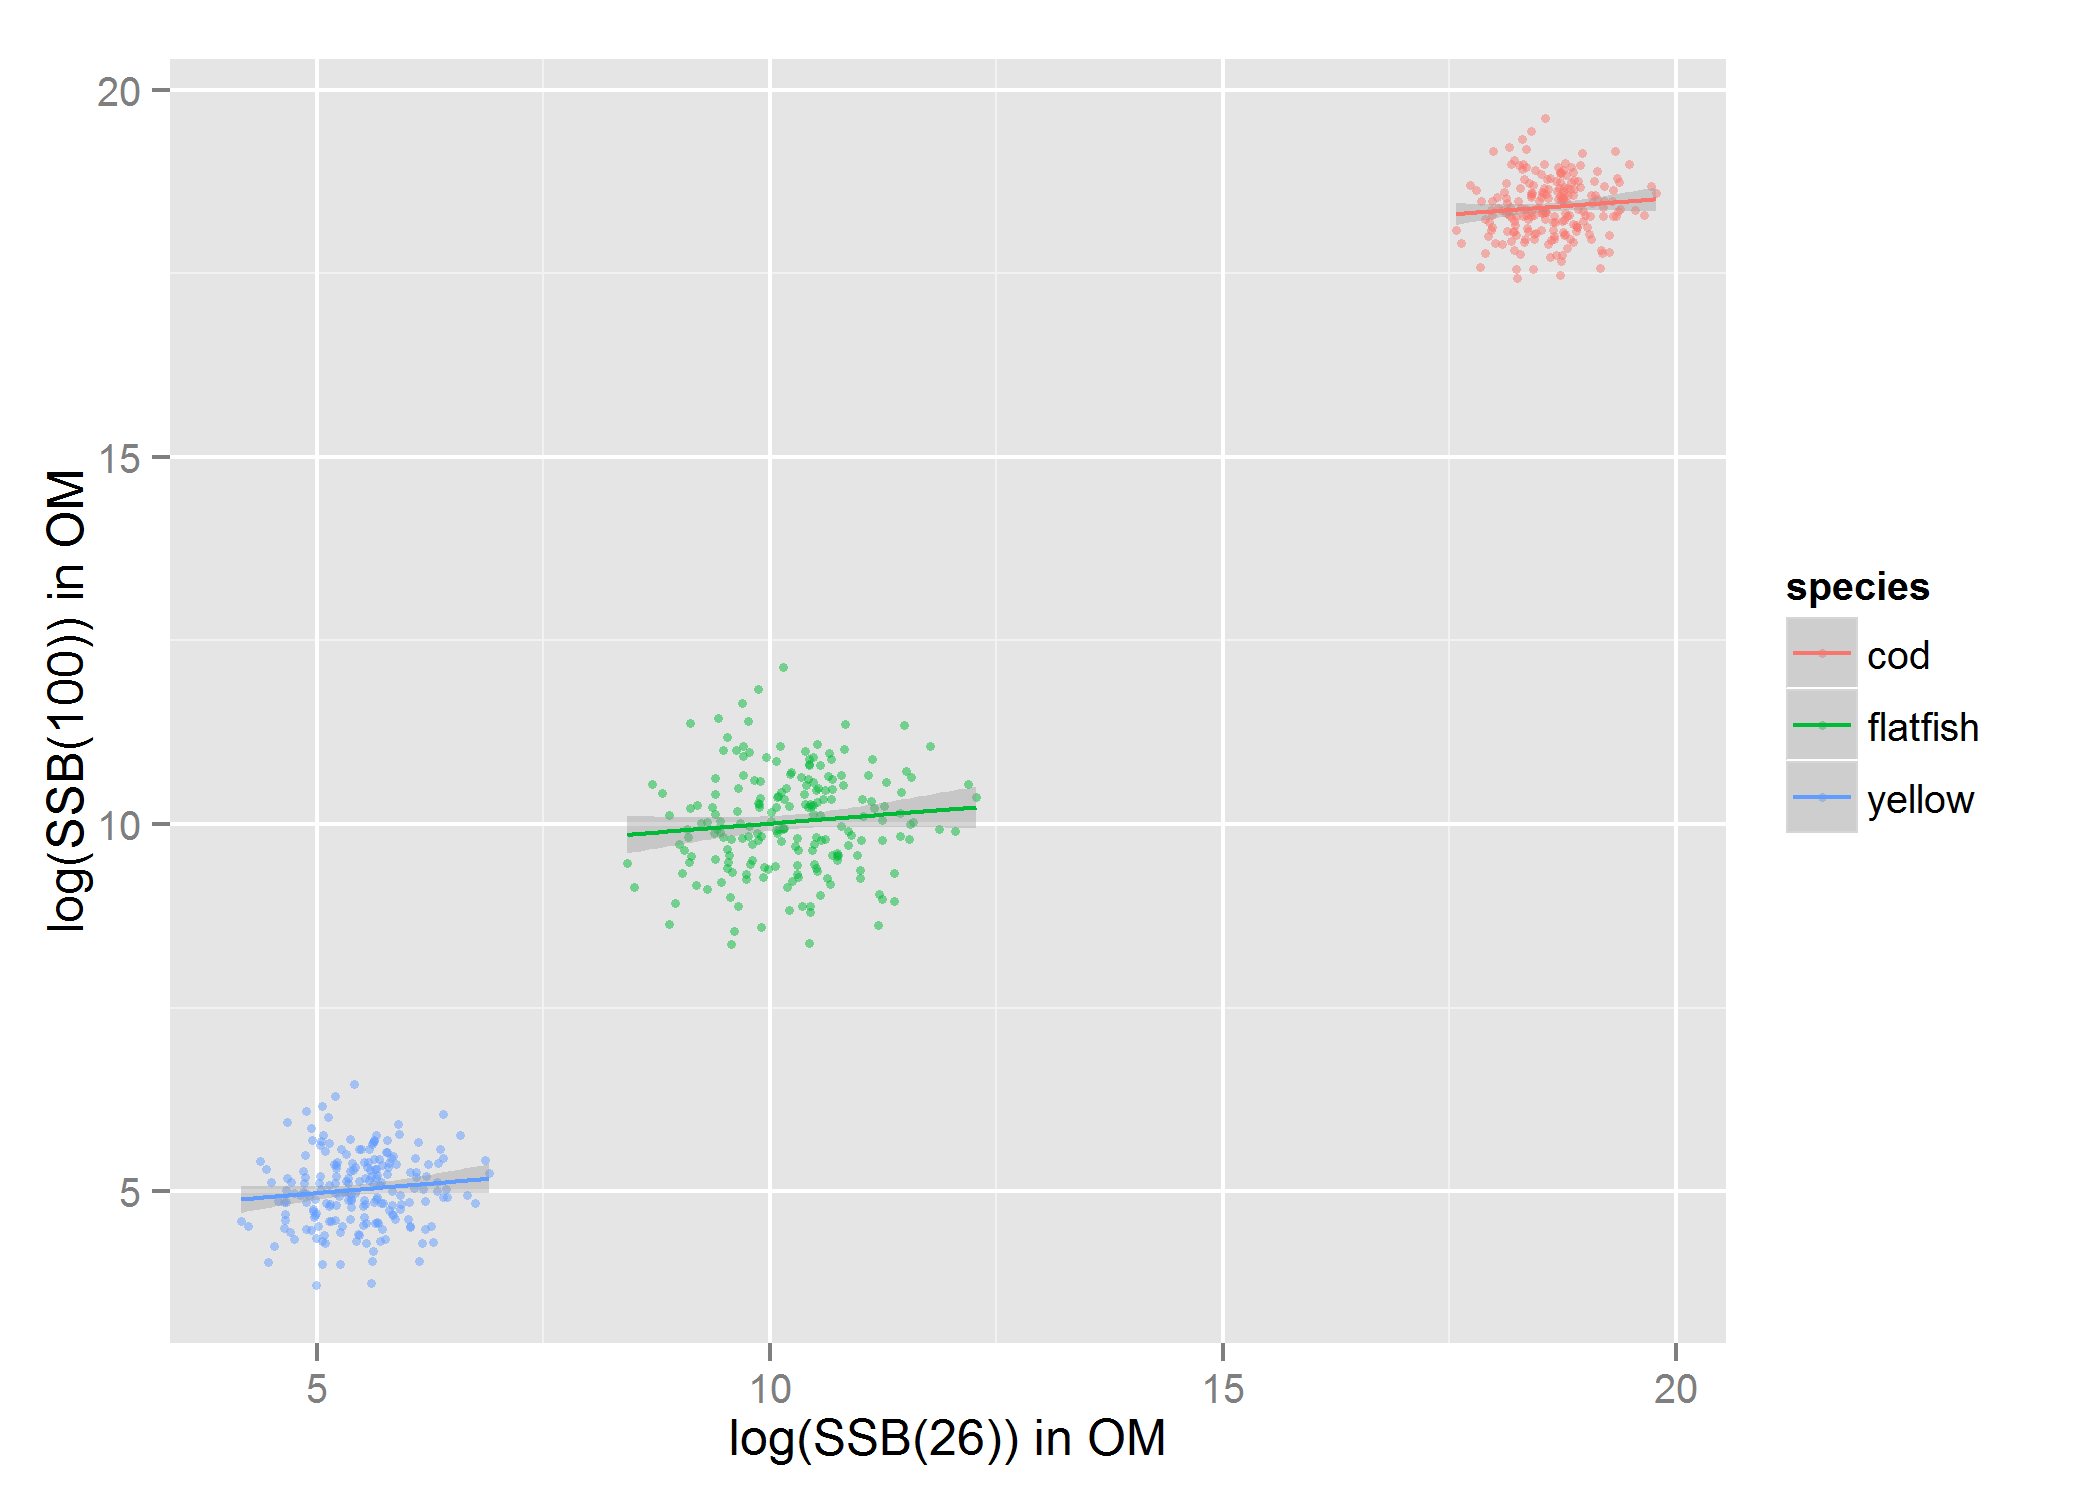 20
15
10
5
log(SSB(100)) in OM
5
10
15
20
log(SSB(26)) in OM
species
cod
flatfish
yellow